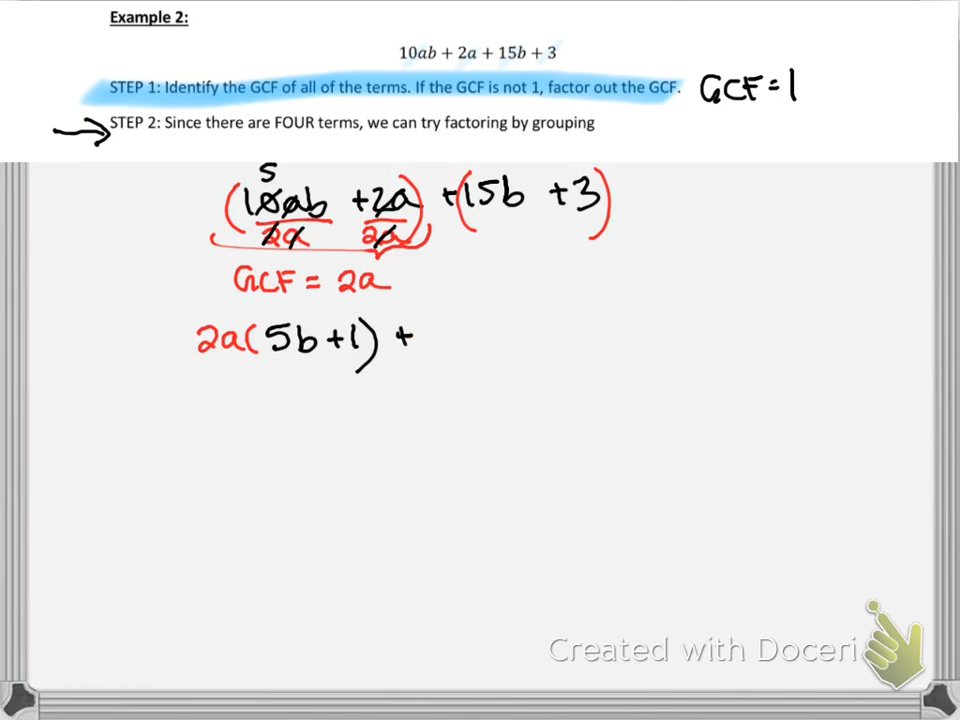 Example 2:
10ab + 2a + 15b + 3
STEP 1: Identify the GCF of all of the terms. If the GCF is not 1, factor out the GCF. GCF = 1
STEP 2: Since there are FOUR terms, we can try factoring by grouping
5
(10ab + 2a) + (15b + 3)
2a 2a
GCF = 2a
2a(5b+1) +
Created with Doceri